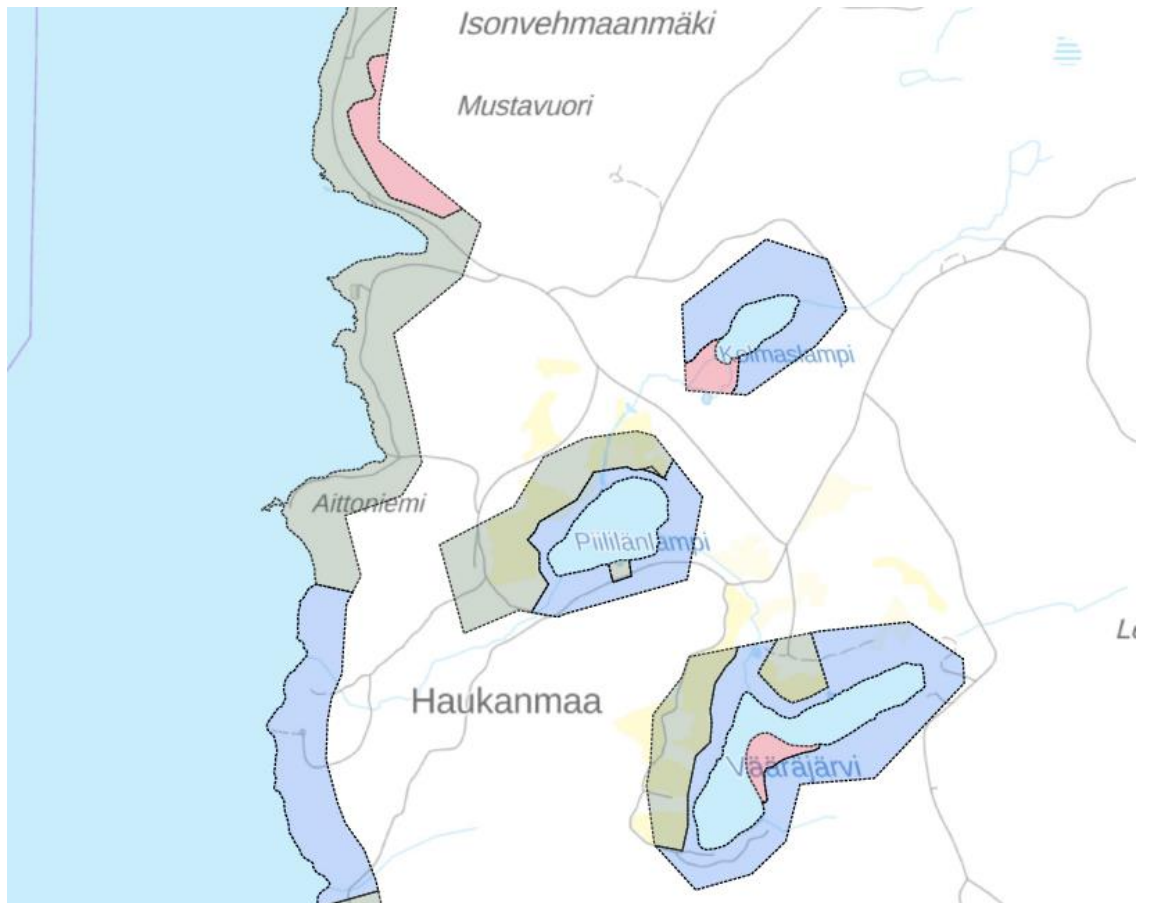 Isonvehmaanmäki
Mustavuori
Kolmaslampi
Aittoniemi
Piililänlampi
Haukanmaa
Vääräjärvi